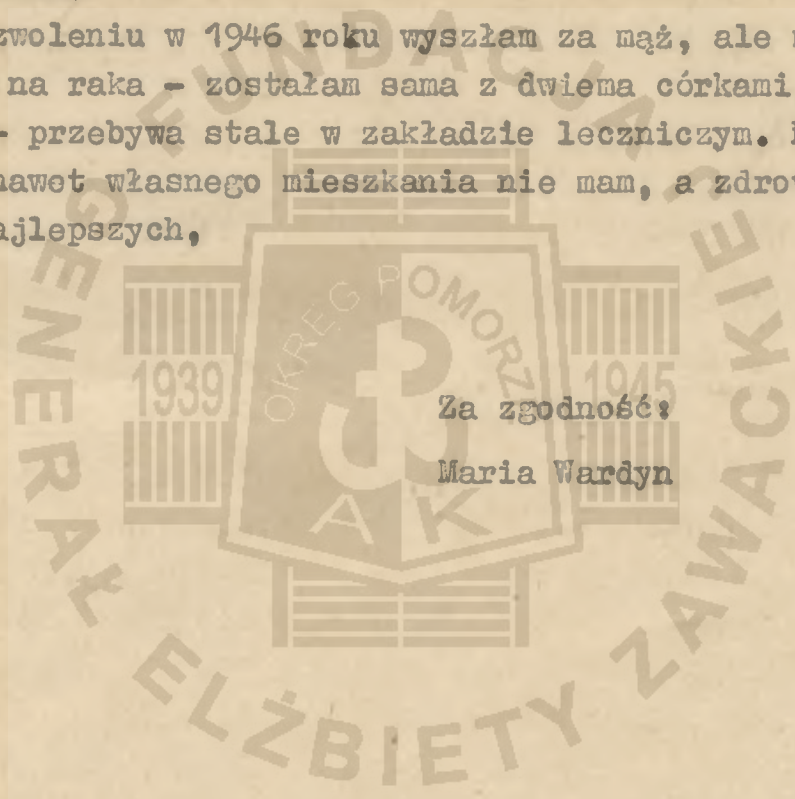 zwoleniu w 1946 roku wyszłam za mąż, ale
na raka - zostałam sama z dwiema córkami
- przebywa stale w zakładzie leczniczym.
nawet własnego mieszkania nie mam, a zdro
ajlepszych,
Za zgodność:
Maria Wardyn
FUNDACJA GENERAŁ ELŻBIETY ZAWACKIEJ
OKRĘG POMORZE
1939 1945
AK